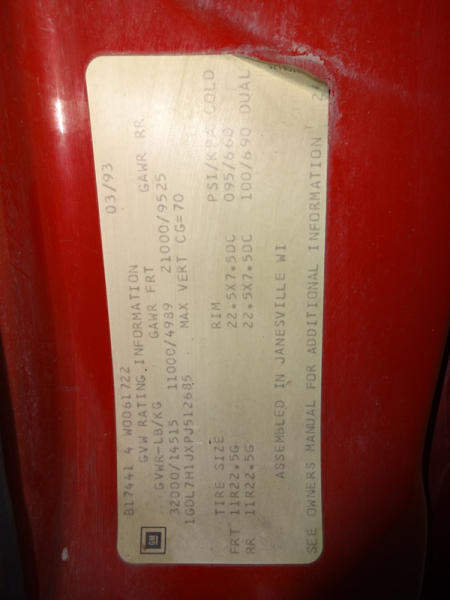 B17441 4 W0061722 03/93
GVW RATING INFORMATION
GVWR-LB/KG GAWR FRT GAWR RR
32000/14515 11000/4989 21000/9525
1GDL7H1JXPJ512685 MAX VERT CG=70
TIRE SIZE RIM PSI/KPA COLD
FRT 11R22.5G 22.5X7.5DC 095/660
RR 11R22.5G 22.5X7.5DC 100/690 DUAL
ASSEMBLED IN JANESVILLE WI
SEE OWNERS MANUAL FOR ADDITIONAL INFORMATION
GM